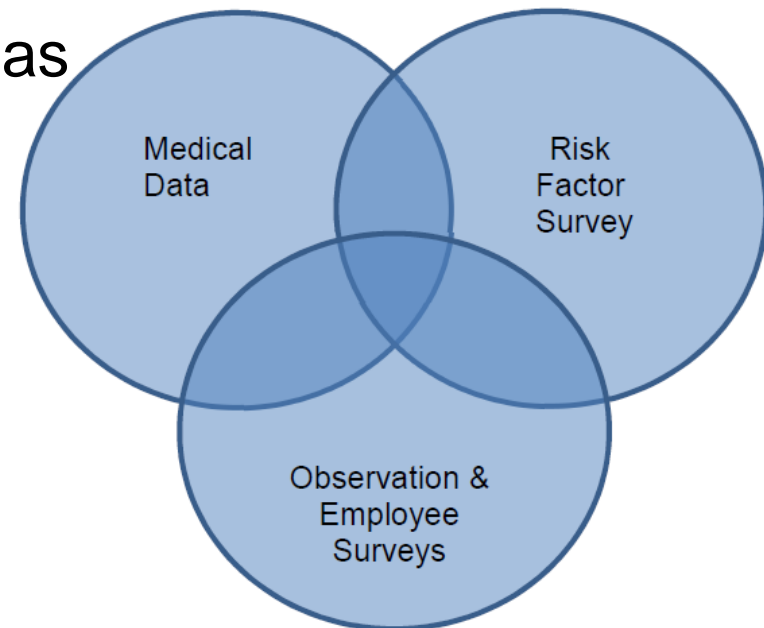 as
Medical
Data
Risk
Factor
Survey
Observation &
Employee
Surveys